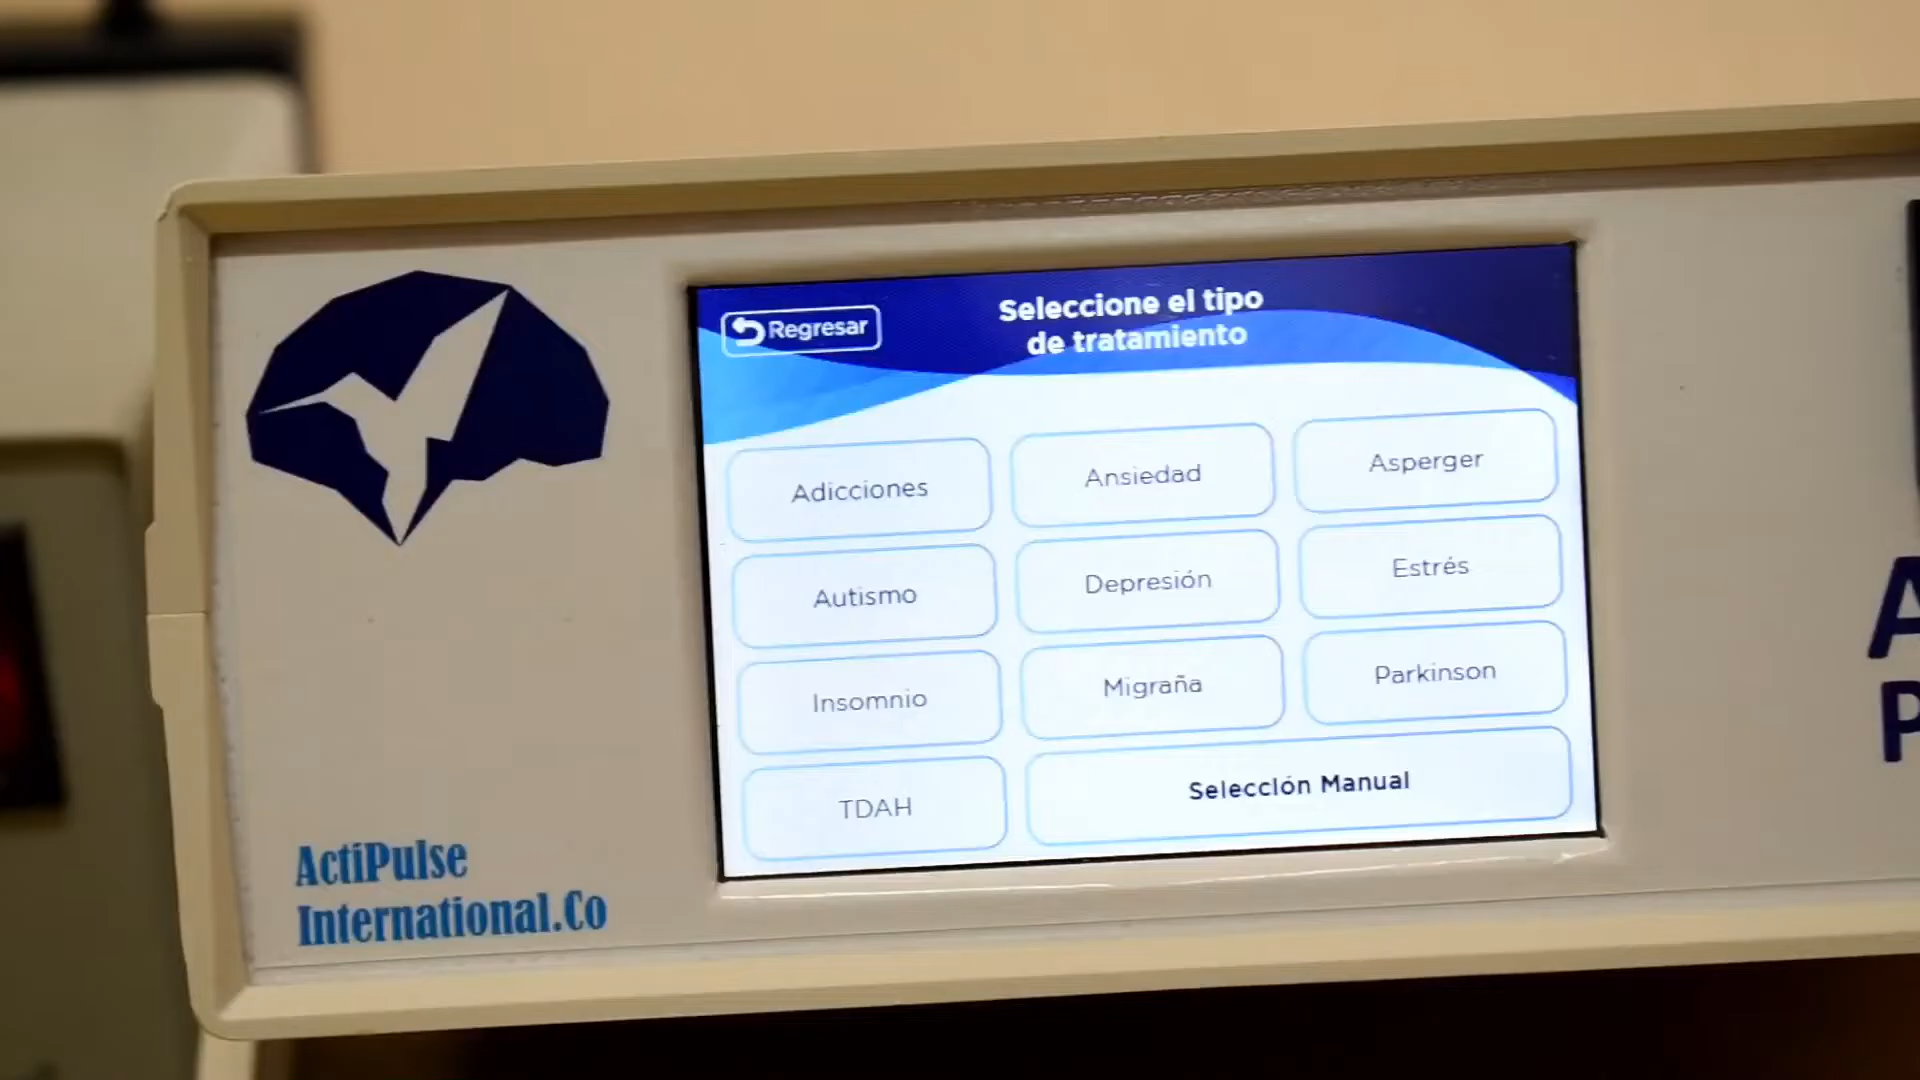 Regresar
Seleccione el tipo
de tratamiento
Adicciones
Ansiedad
Asperger
Autismo
Depresión
Estrés
Insomnio
Migraña
Parkinson
TDAH
Selección Manual
ActiPulse
International.Co
A
P